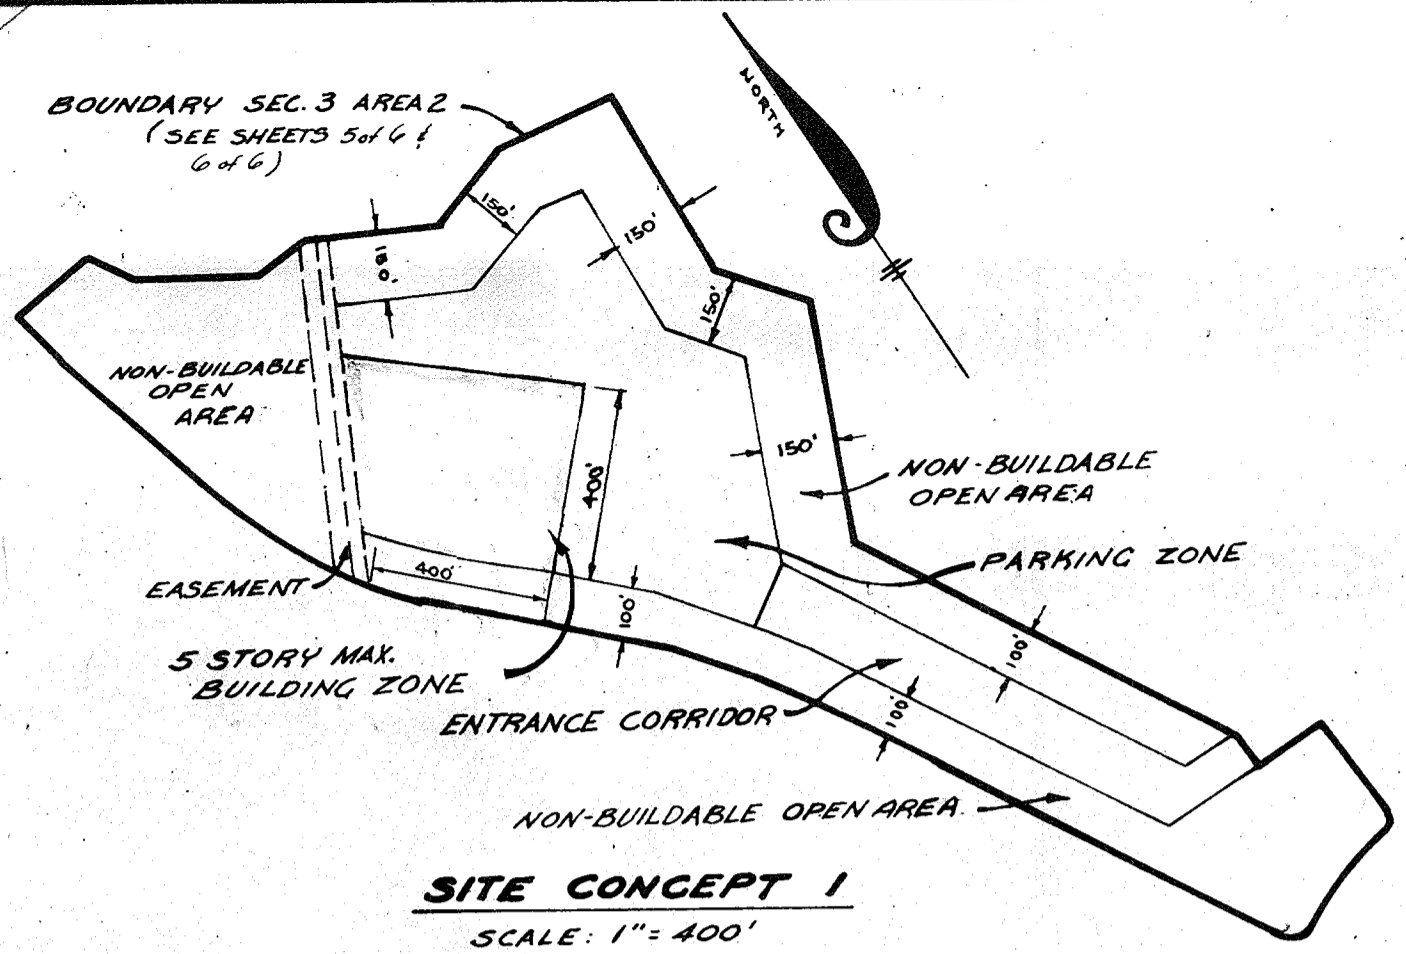 NORTH
BOUNDARY SEC. 3 AREA 2
(SEE SHEETS 5 of 6 &
6 of 6)
150'
150'
150'
150'
150'
NON-BUILDABLE
OPEN
AREA
400'
NON-BUILDABLE
OPEN AREA
PARKING ZONE
EASEMENT
400'
100'
100'
5 STORY MAX.
BUILDING ZONE
ENTRANCE CORRIDOR
100'
NON-BUILDABLE OPEN AREA
SITE CONCEPT 1
SCALE: 1" = 400'